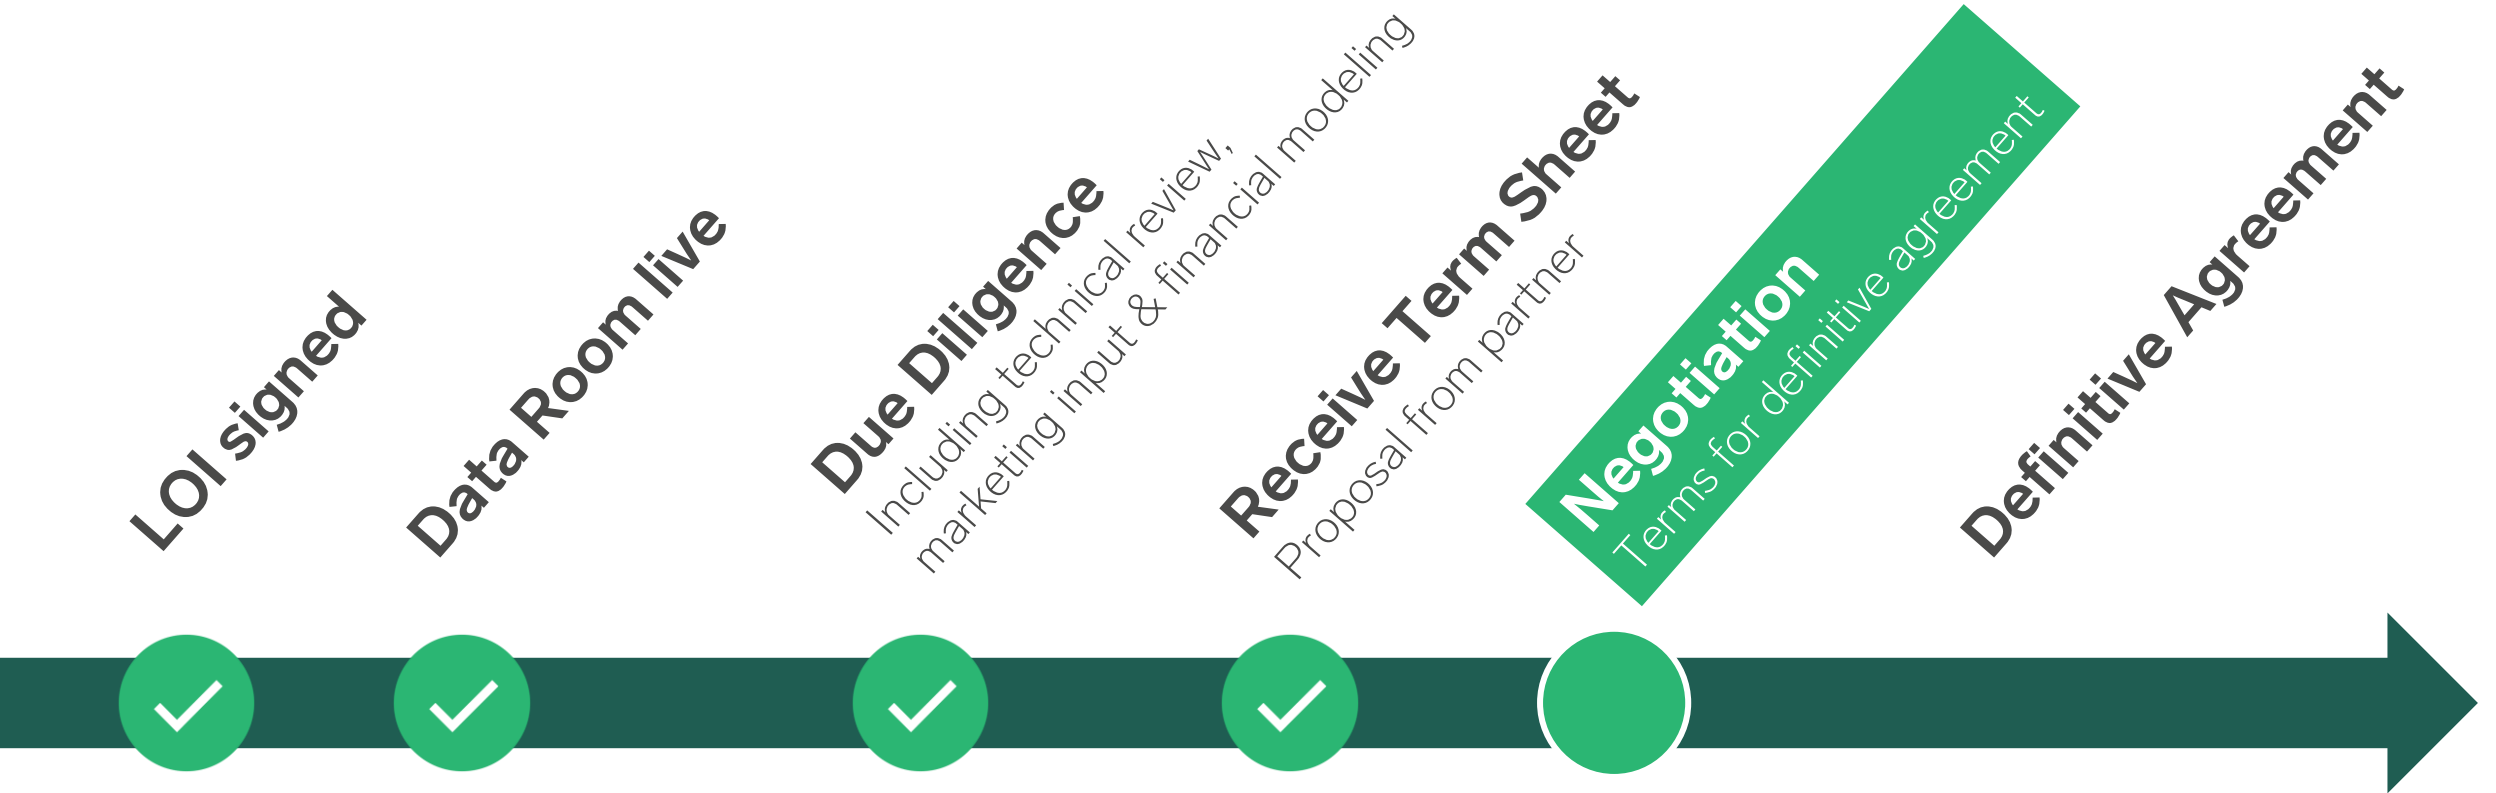 LOI signed
Data Room live
Due Diligence
Including technical review,
marketing input & financial modeling
Receive Term Sheet
Proposal from partner
Negotiation
Terms for definitive agreement
Definitive Agreement